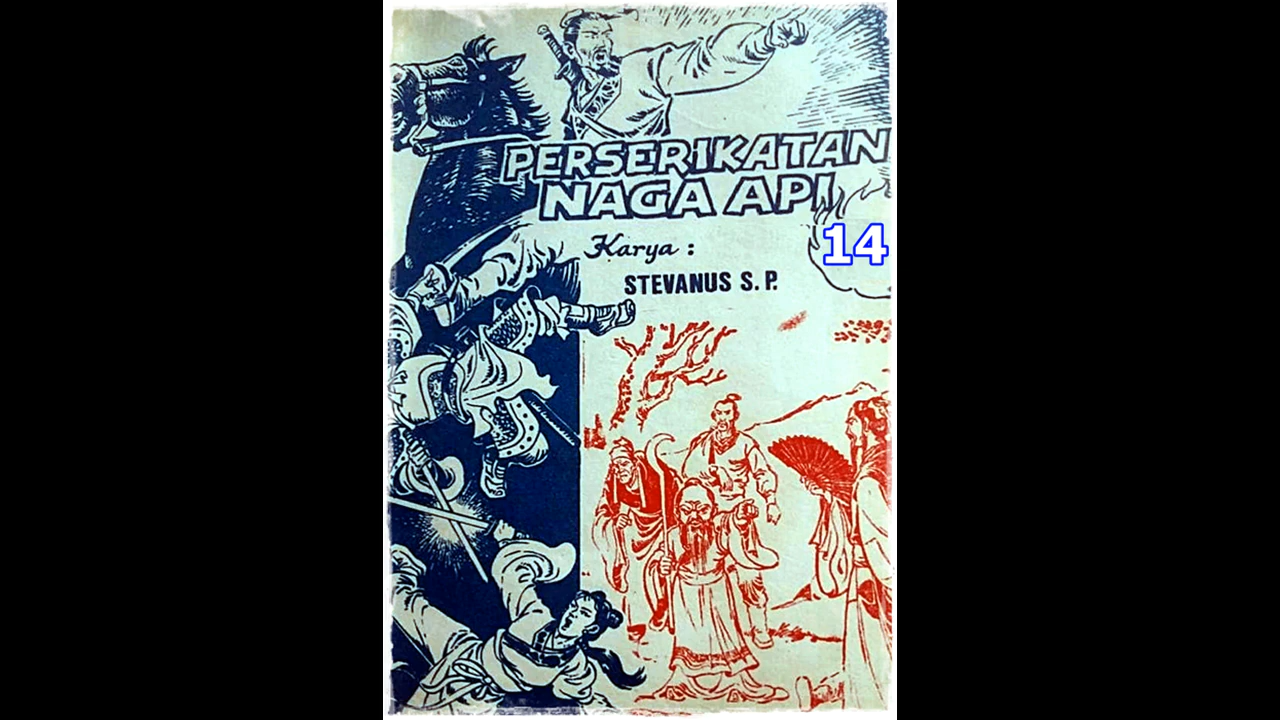 PERSERIKATAN
NAGA API
14
Karya :
STEVANUS S. P.